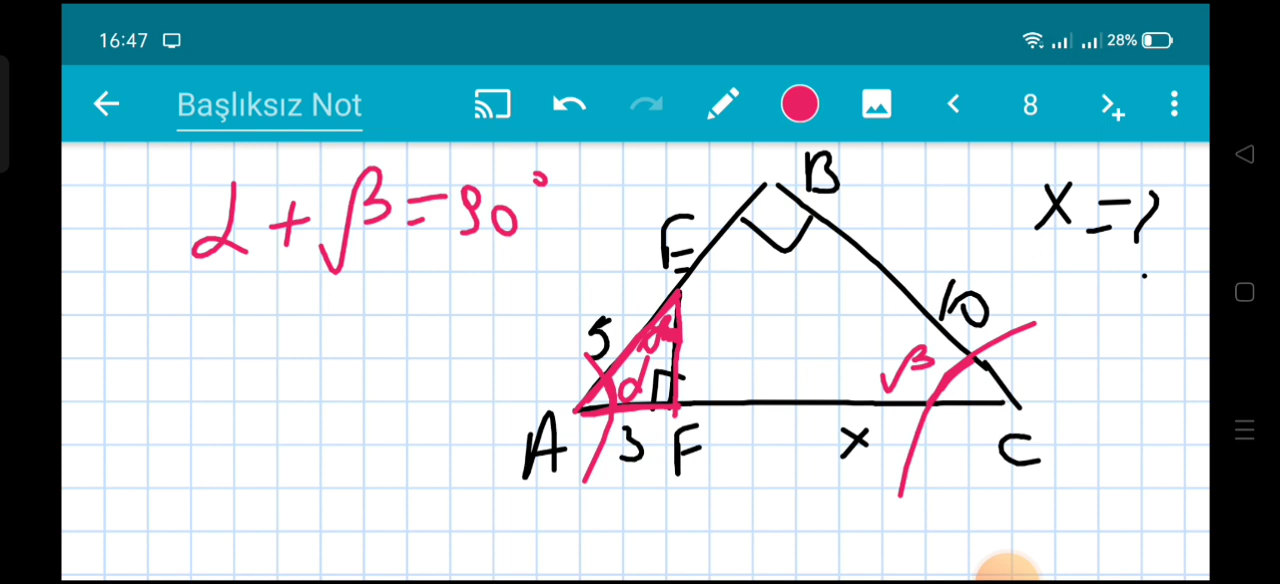 16:47 28%
Başlıksız Not 8
α + √β = 90°
B
X = ?
E
5
10
α
√β
A 3 F X C